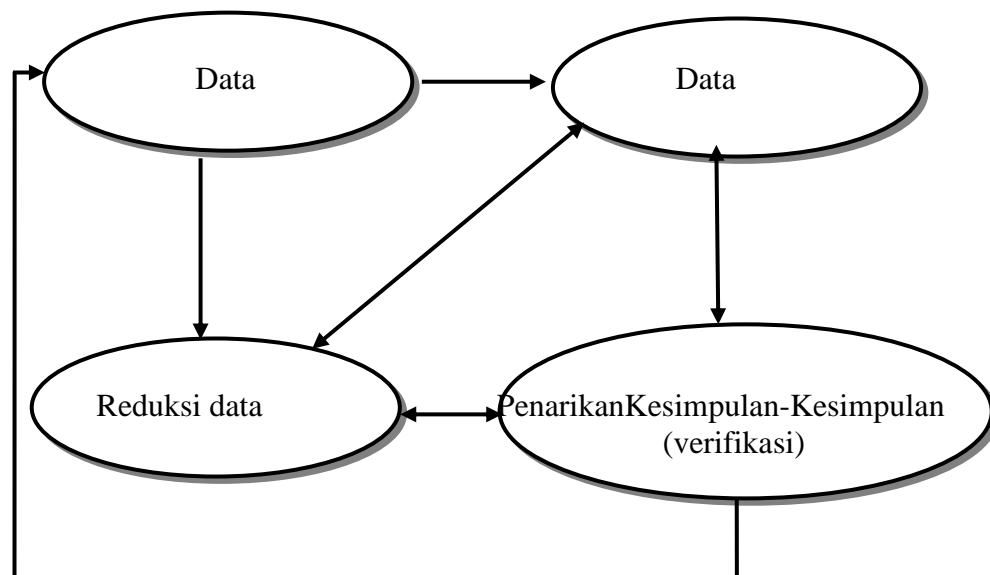 Data
Data
Reduksi data
PenarikanKesimpulan-Kesimpulan
(verifikasi)